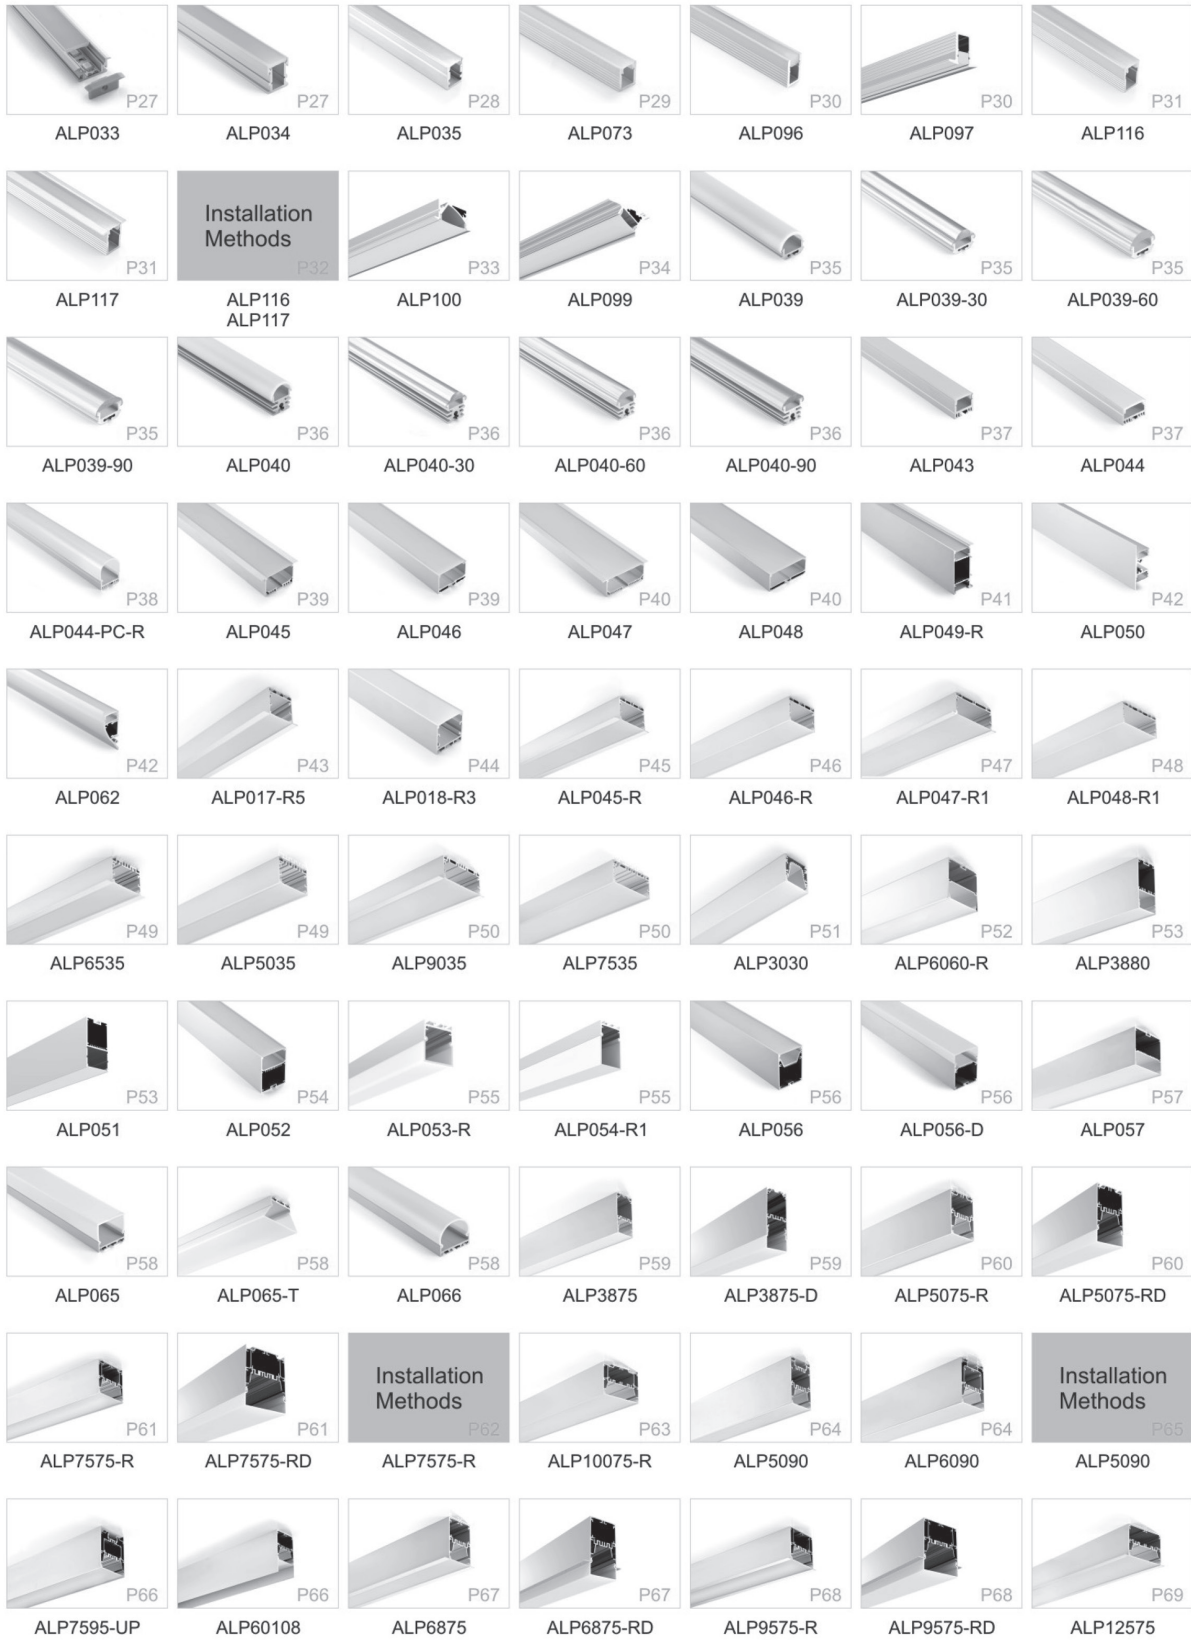 P27 P27 P28 P29 P30 P30 P31
ALP033 ALP034 ALP035 ALP073 ALP096 ALP097 ALP116
Installation
Methods
P31 P32 P33 P34 P35 P35 P35
ALP117 ALP116 ALP100 ALP099 ALP039 ALP039-30 ALP039-60
ALP117
P35 P36 P36 P36 P36 P37 P37
ALP039-90 ALP040 ALP040-30 ALP040-60 ALP040-90 ALP043 ALP044
P38 P39 P39 P40 P40 P41 P42
ALP044-PC-R ALP045 ALP046 ALP047 ALP048 ALP049-R ALP050
P42 P43 P44 P45 P46 P47 P48
ALP062 ALP017-R5 ALP018-R3 ALP045-R ALP046-R ALP047-R1 ALP048-R1
P49 P49 P50 P50 P51 P52 P53
ALP6535 ALP5035 ALP9035 ALP7535 ALP3030 ALP6060-R ALP3880
P53 P54 P55 P55 P56 P56 P57
ALP051 ALP052 ALP053-R ALP054-R1 ALP056 ALP056-D ALP057
P58 P58 P58 P59 P59 P60 P60
ALP065 ALP065-T ALP066 ALP3875 ALP3875-D ALP5075-R ALP5075-RD
Installation Installation
Methods Methods
P61 P61 P62 P63 P64 P64 P65
ALP7575-R ALP7575-RD ALP7575-R ALP10075-R ALP5090 ALP6090 ALP5090
P66 P66 P67 P67 P68 P68 P69
ALP7595-UP ALP60108 ALP6875 ALP6875-RD ALP9575-R ALP9575-RD ALP12575